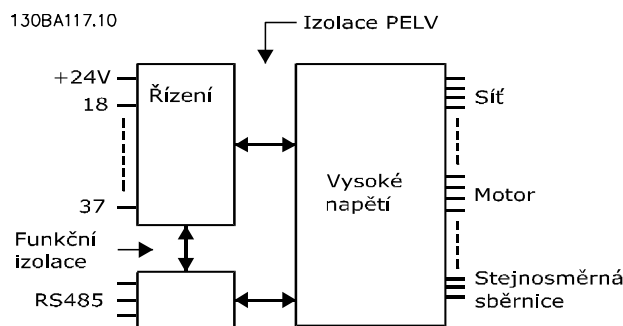 130BA117.10
Izolace PELV
+24V
18
37
Řízení
Vysoké
napětí
Síť
Motor
Stejnosměrná
sběrnice
Funkční
izolace
RS485